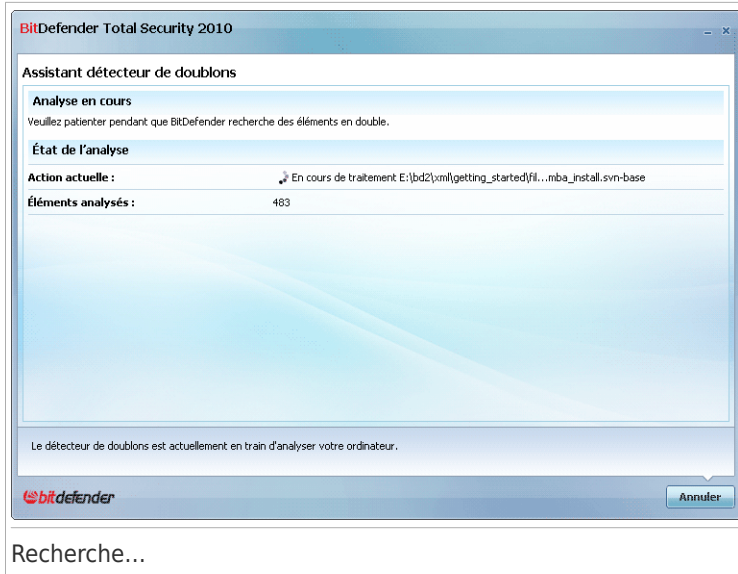 BitDefender Total Security 2010
Assistant détecteur de doublons
Analyse en cours
Veuillez patienter pendant que BitDefender recherche des éléments en double.
État de l'analyse
Action actuelle : En cours de traitement E:\bd2\xml\getting_started\fil...mba_install.svn-base
Éléments analysés : 483
Le détecteur de doublons est actuellement en train d'analyser votre ordinateur.
bitdefender
Annuler
Recherche...